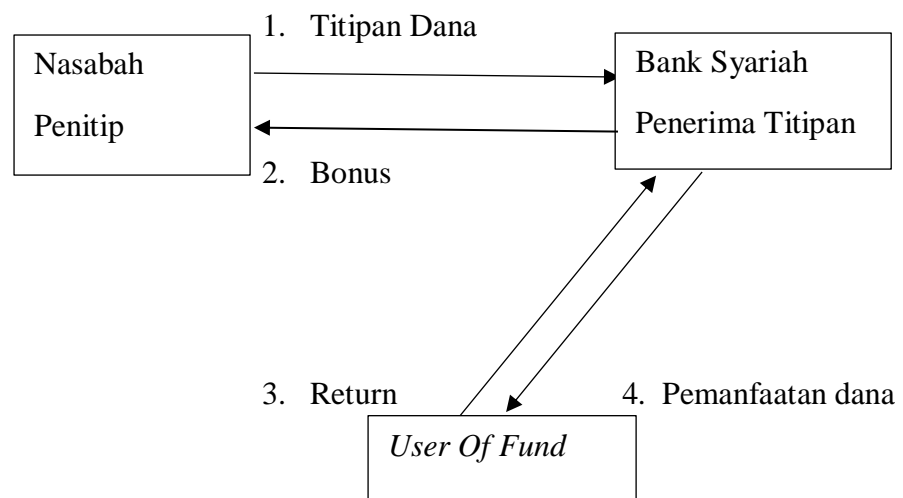 1. Titipan Dana
Nasabah
Penitip
Bank Syariah
Penerima Titipan
2. Bonus
3. Return
4. Pemanfaatan dana
User Of Fund